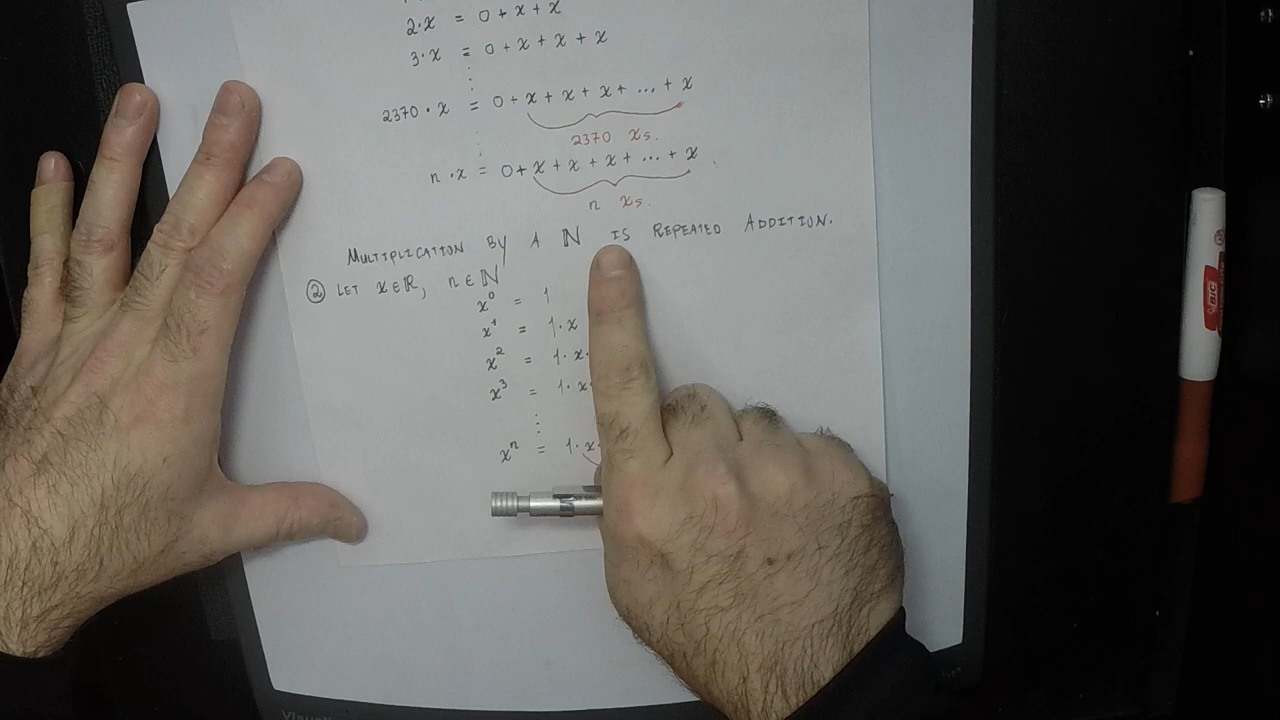 2·x = 0 + x + x
3·x = 0 + x + x + x
2370 · x = 0 + x + x + x + ... + x
2370 xs.
n · x = 0 + x + x + x + ... + x
n xs.
MULTIPLICATION BY A ℕ IS REPEATED ADDITION.
② LET x ∈ ℝ, n ∈ ℕ
x⁰ = 1
x¹ = 1·x
x² = 1·x·
x³ = 1·x
xⁿ = 1·x
BIC